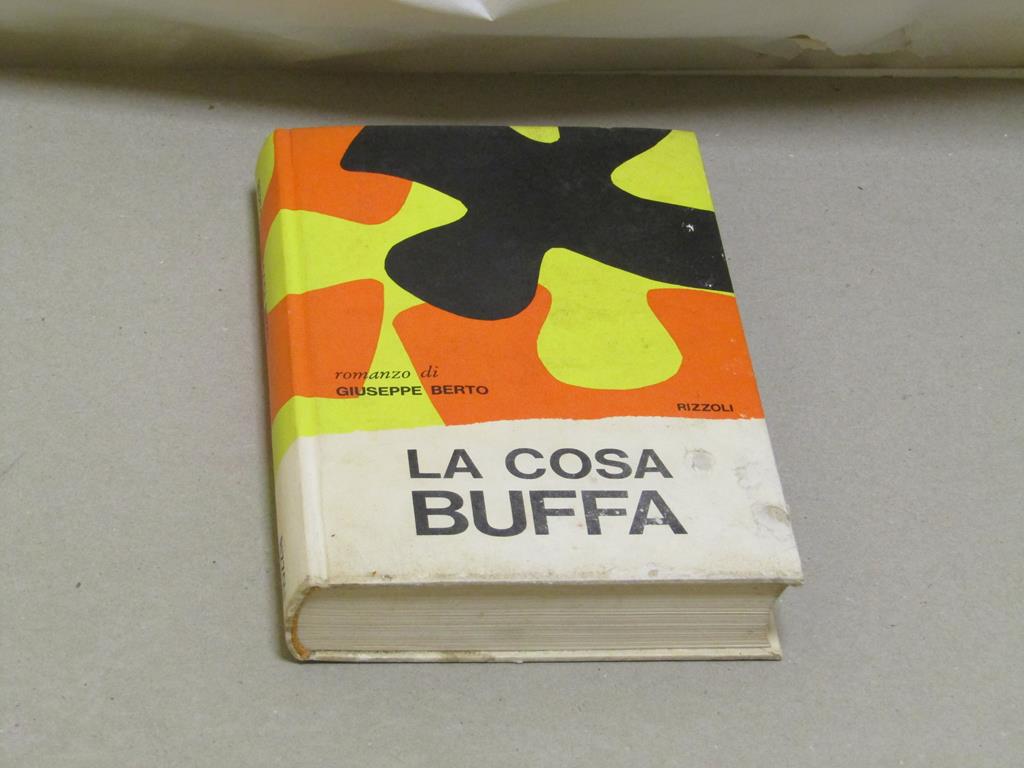 romanzo di
GIUSEPPE BERTO
RIZZOLI
LA COSA
BUFFA